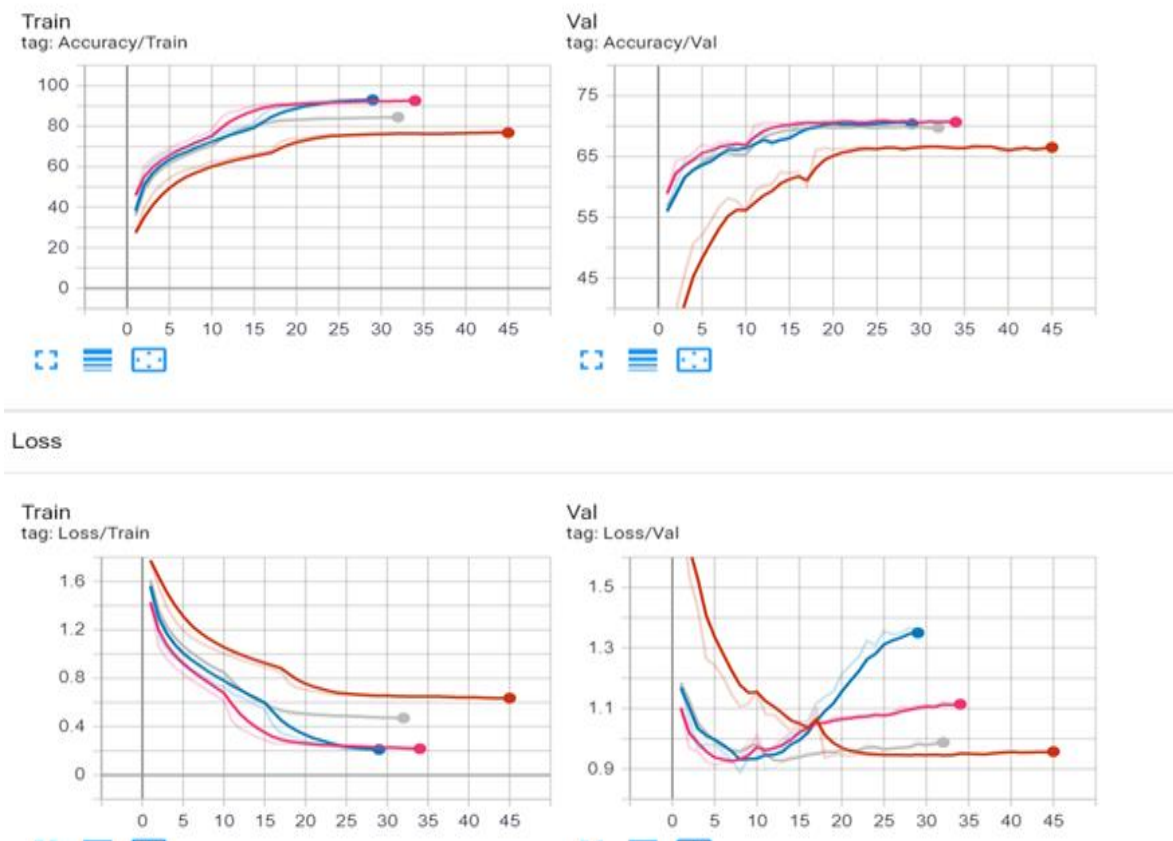 Train
tag: Accuracy/Train
100
80
60
40
20
0
0 5 10 15 20 25 30 35 40 45
Val
tag: Accuracy/Val
75
65
55
45
0 5 10 15 20 25 30 35 40 45
Loss
Train
tag: Loss/Train
1.6
1.2
0.8
0.4
0
0 5 10 15 20 25 30 35 40 45
Val
tag: Loss/Val
1.5
1.3
1.1
0.9
0 5 10 15 20 25 30 35 40 45